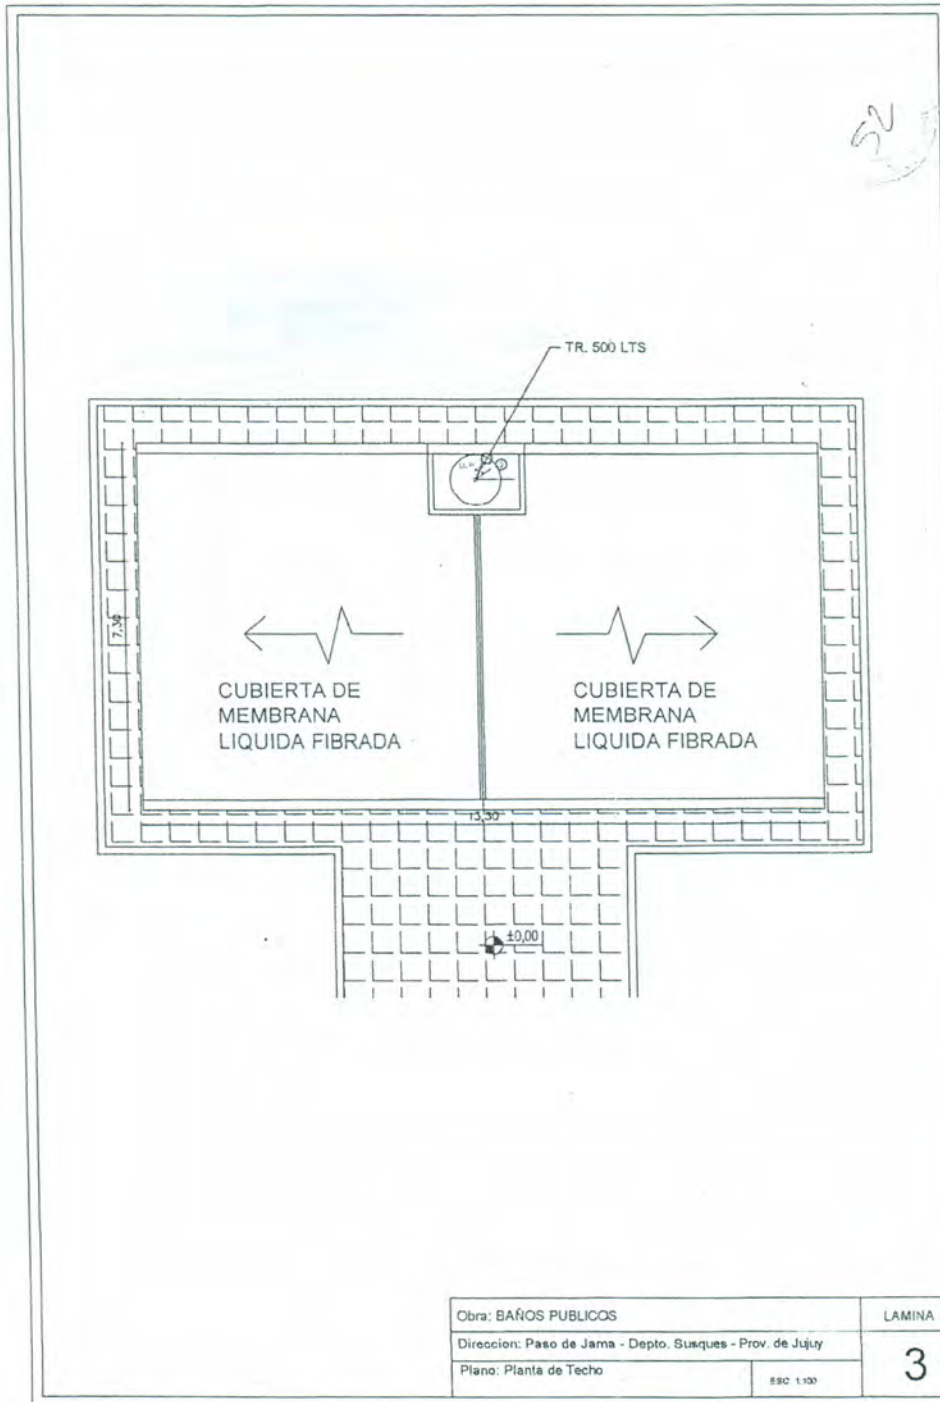 52
TR. 500 LTS
7,30
CUBIERTA DE
MEMBRANA
LIQUIDA FIBRADA
CUBIERTA DE
MEMBRANA
LIQUIDA FIBRADA
13,30
±0,00
Obra: BAÑOS PUBLICOS
LAMINA
Direccion: Paso de Jama - Depto. Susques - Prov. de Jujuy
3
Plano: Planta de Techo
ESC 1:100